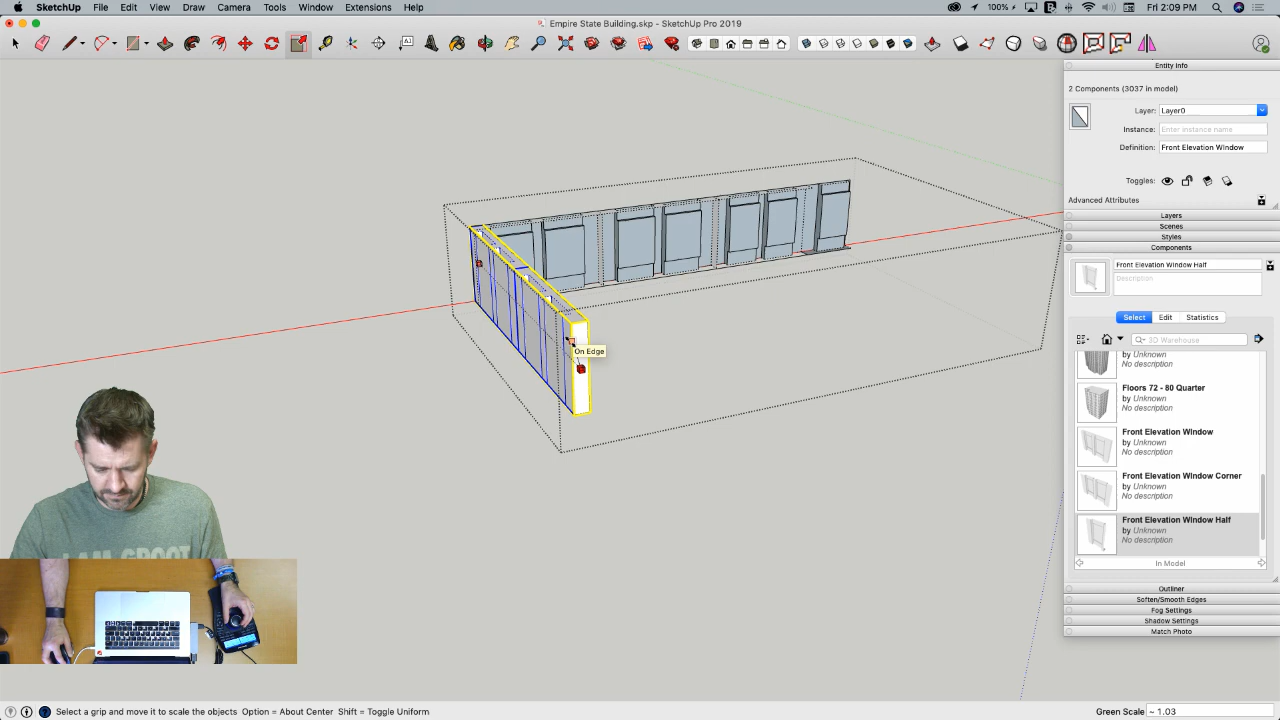 SketchUp File Edit View Draw Camera Tools Window Extensions Help 100% Fri 2:09 PM
Empire State Building.skp - SketchUp Pro 2019
Entity Info
2 Components (3037 in model)
Layer: Layer0
Instance: Enter instance name
Definition: Front Elevation Window
Toggles:
Advanced Attributes
Layers
Scenes
Styles
Components
Front Elevation Window Half
Description
Select Edit Statistics
3D Warehouse
by Unknown
No description
Floors 72 - 80 Quarter
by Unknown
No description
Front Elevation Window
by Unknown
No description
Front Elevation Window Corner
by Unknown
No description
Front Elevation Window Half
by Unknown
No description
In Model
Outliner
Soften/Smooth Edges
Fog Settings
Shadow Settings
Match Photo
On Edge
I AM GROOT
Select a grip and move it to scale the objects Option = About Center Shift = Toggle Uniform
Green Scale ~ 1.03